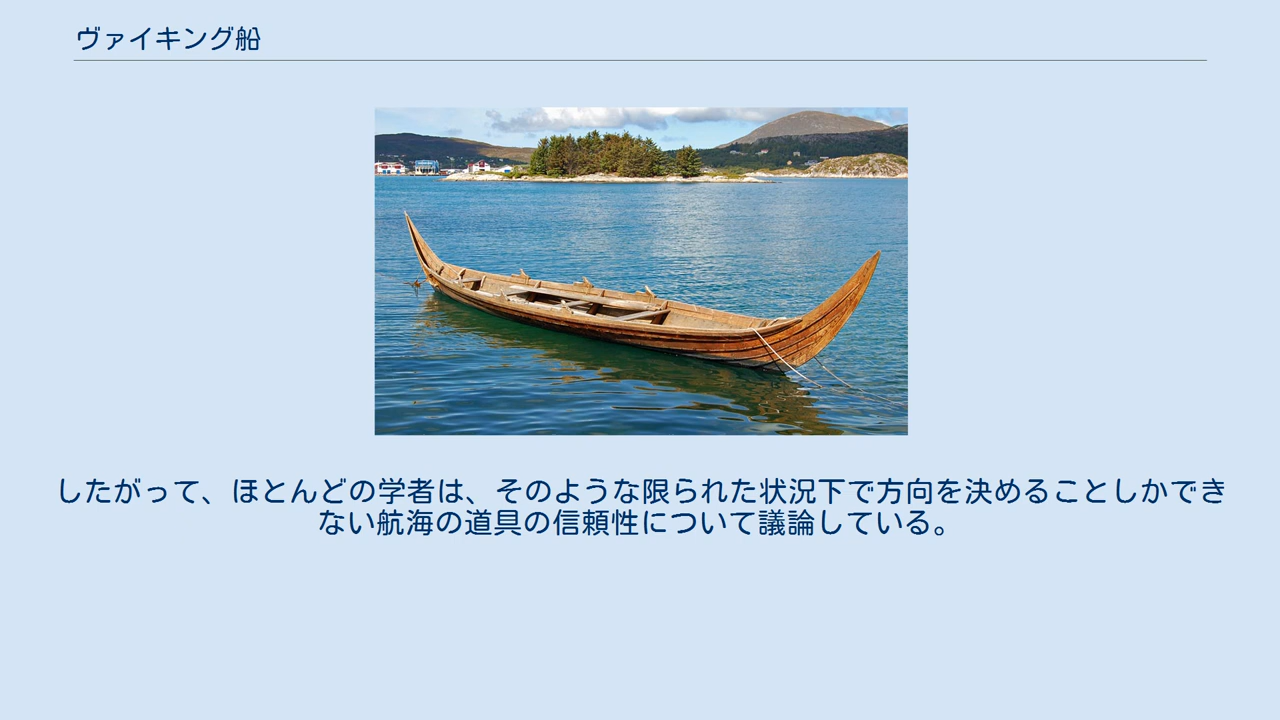 ヴァイキング船
したがって、ほとんどの学者は、そのような限られた状況下で方向を決めることしかでき
ない航海の道具の信頼性について議論している。